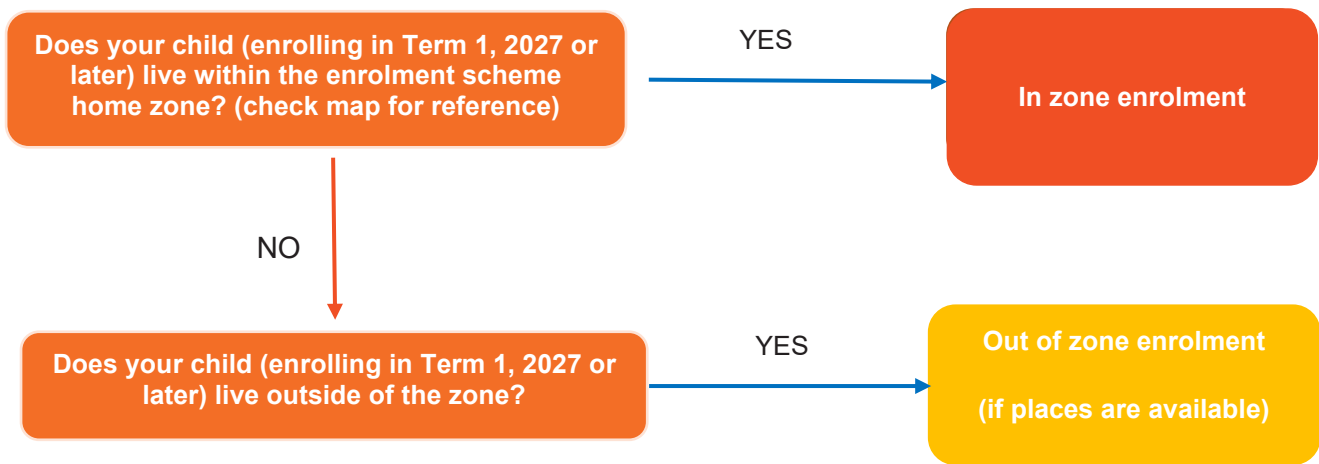 Does your child (enrolling in Term 1, 2027 or
later) live within the enrolment scheme
home zone? (check map for reference)
YES
In zone enrolment
NO
Does your child (enrolling in Term 1, 2027 or
later) live outside of the zone?
YES
Out of zone enrolment
(if places are available)